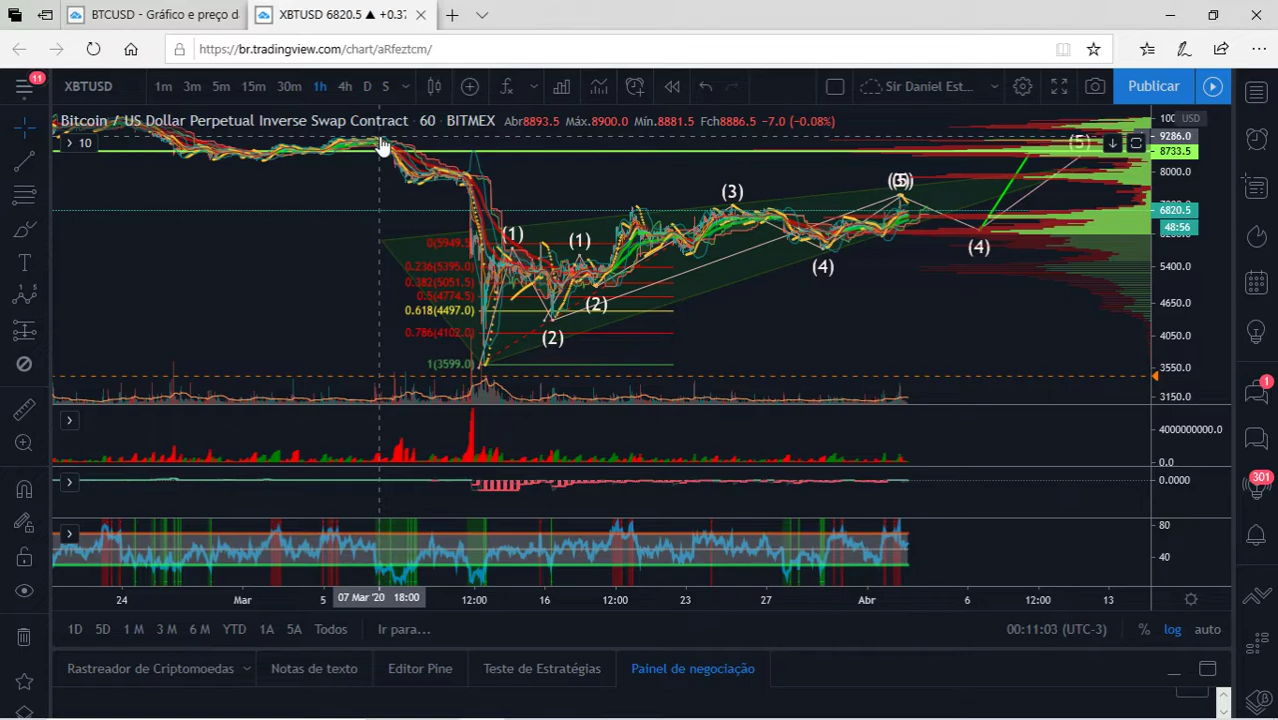 BTCUSD - Gráfico e preço d
XBTUSD 6820.5 ▲ +0.37
https://br.tradingview.com/chart/aRfeztcm/
11
XBTUSD 1m 3m 5m 15m 30m 1h 4h D S
Sir Daniel Est...
Publicar
Bitcoin / US Dollar Perpetual Inverse Swap Contract · 60 · BITMEX Abr8893.5 Máx.8900.0 Mín.8881.5 Fch8886.5 −7.0 (−0.08%)
10
USD
9286.0
(5)
8733.5
8000.0
(3)
6820.5
48:56
(1)
(1)
(4)
(4)
0(5949.5)
0.236(5395.0)
5400.0
0.382(5051.5)
0.5(4774.5)
(2)
4650.0
0.618(4497.0)
0.786(4102.0)
(2)
4050.0
1(3599.0)
3550.0
3150.0
4000000000.0
0.0
0.0000
80
40
24 Mar 5 07 Mar '20 18:00 12:00 16 12:00 23 27 Abr 6 12:00 13
1D 5D 1 M 3 M 6 M YTD 1A 5A Todos Ir para...
00:11:03 (UTC-3) % log auto
Rastreador de Criptomoedas Notas de texto Editor Pine Teste de Estratégias Painel de negociação
1
301